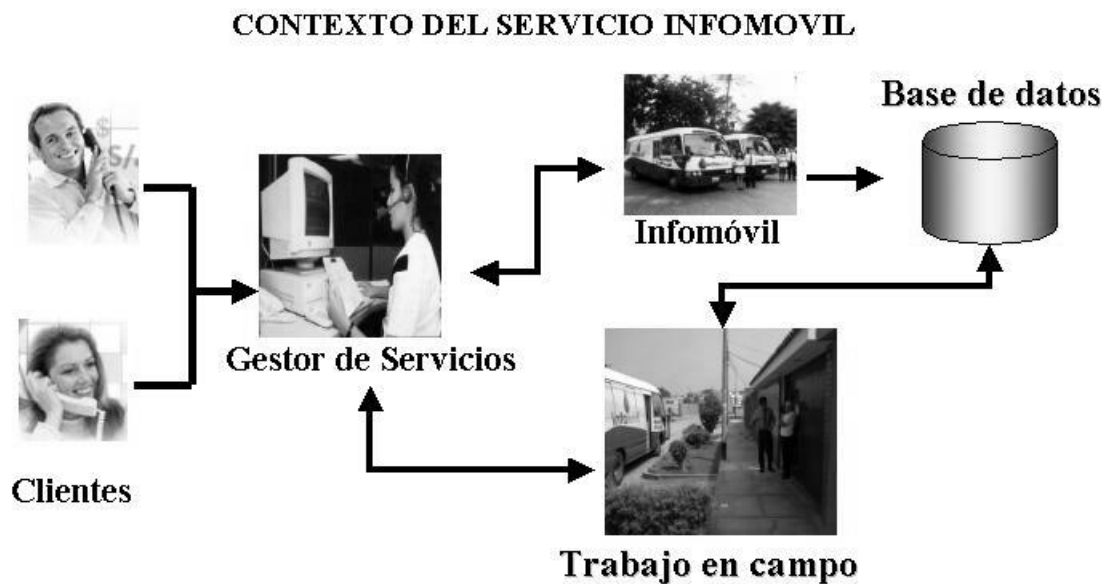 CONTEXTO DEL SERVICIO INFOMOVIL
Base de datos
$
S/.
Infomóvil
Gestor de Servicios
Clientes
Trabajo en campo